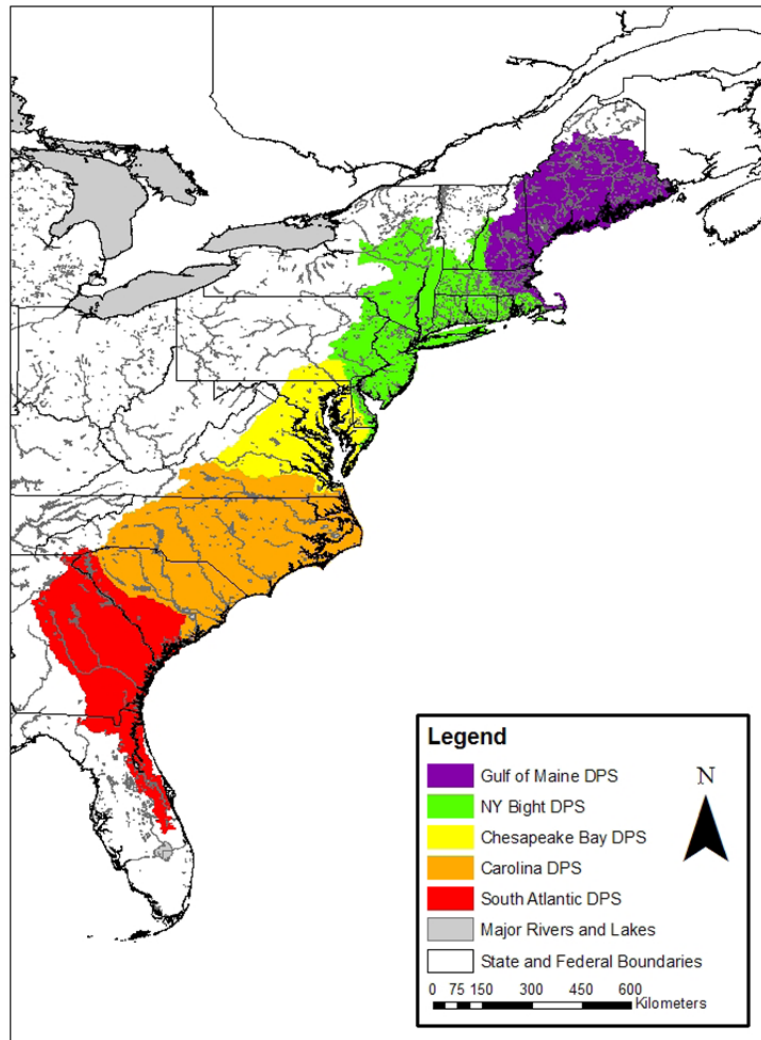 Legend
Gulf of Maine DPS
NY Bight DPS
Chesapeake Bay DPS
Carolina DPS
South Atlantic DPS
Major Rivers and Lakes
State and Federal Boundaries
N
0 75 150 300 450 600
Kilometers